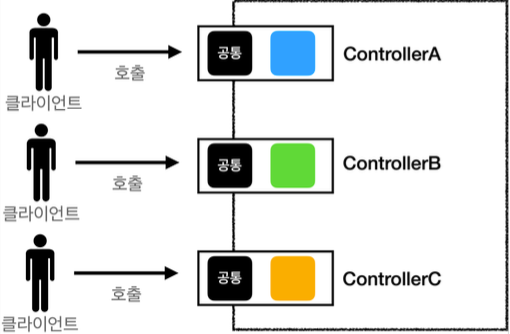 공통
ControllerA
호출
클라이언트
공통
ControllerB
호출
클라이언트
공통
ControllerC
호출
클라이언트